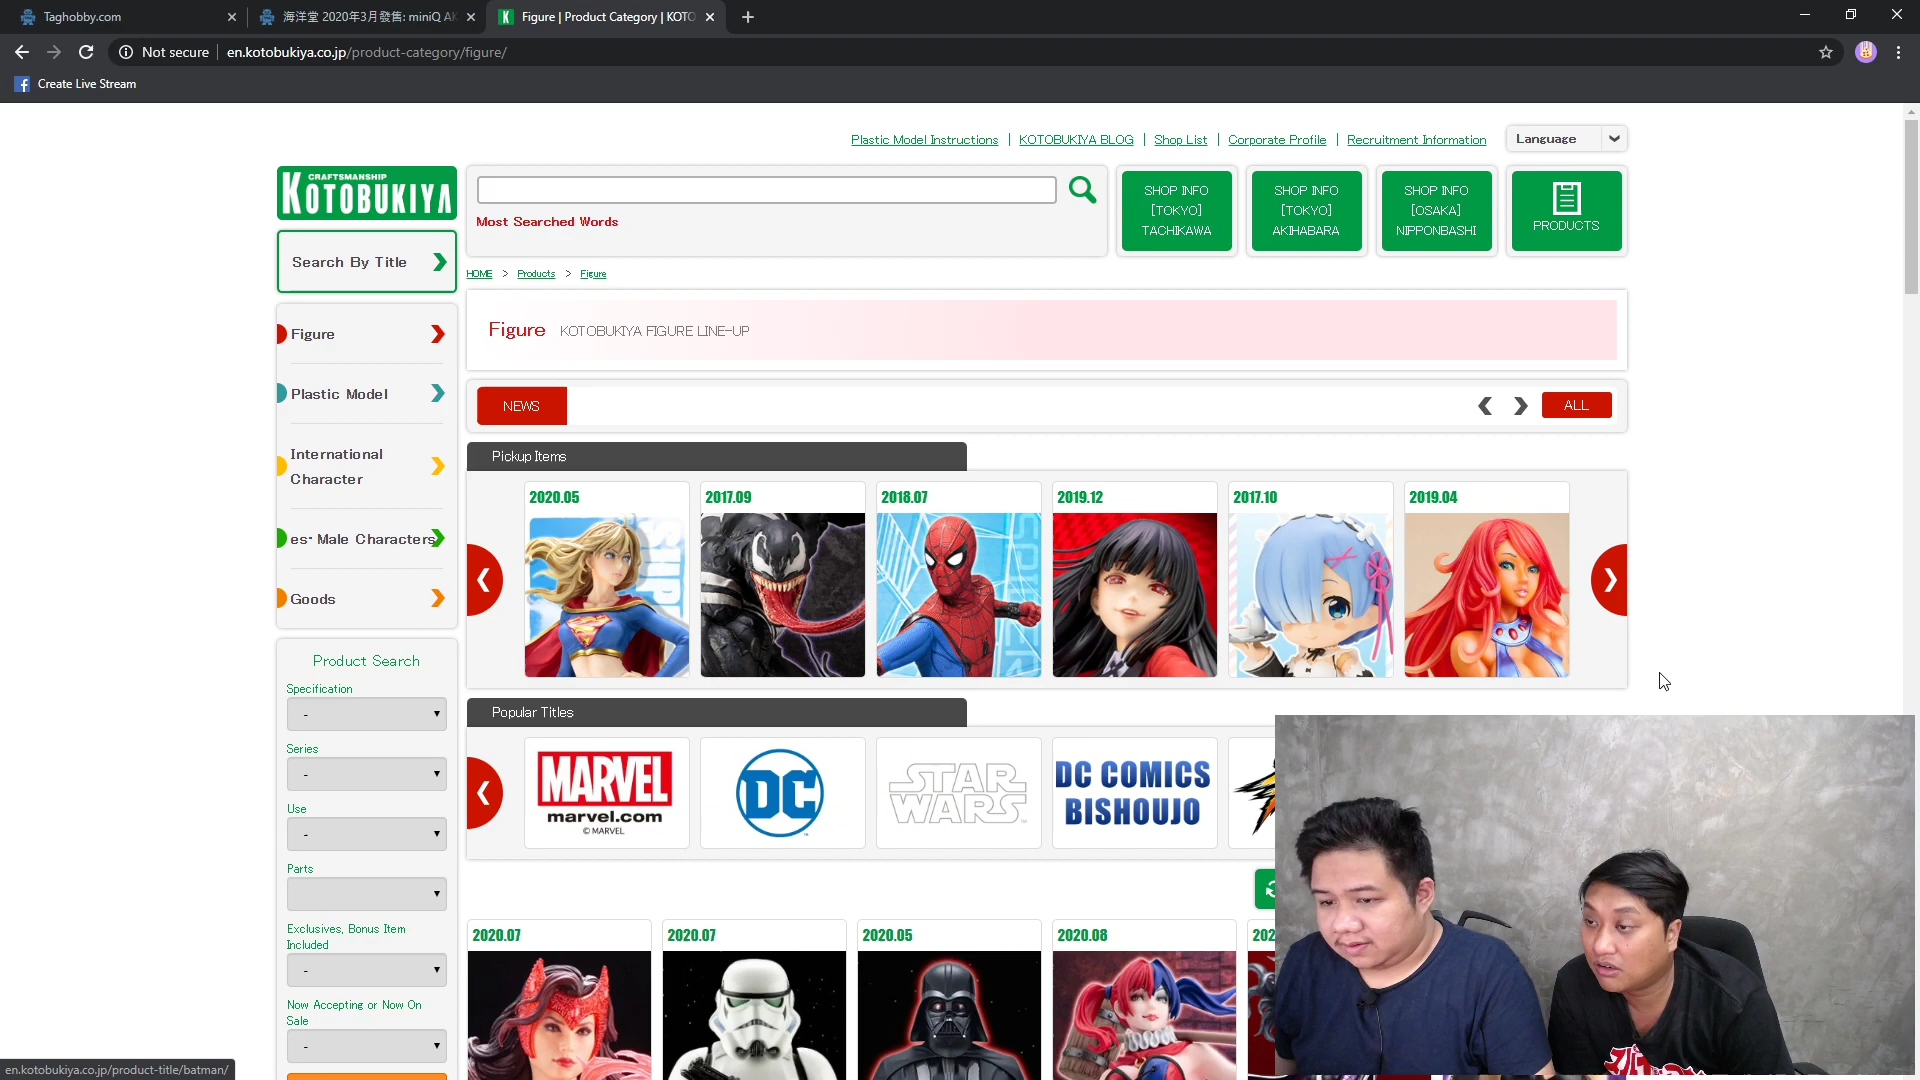 Taghobby.com
海洋堂 2020年3月發售: miniQ AK
Figure | Product Category | KOTO
Not secure
en.kotobukiya.co.jp/product-category/figure/
Create Live Stream
Plastic Model Instructions | KOTOBUKIYA BLOG | Shop List | Corporate Profile | Recruitment Information
Language
CRAFTSMANSHIP
KOTOBUKIYA
Most Searched Words
SHOP INFO
[TOKYO]
TACHIKAWA
SHOP INFO
[TOKYO]
AKIHABARA
SHOP INFO
[OSAKA]
NIPPONBASHI
PRODUCTS
Search By Title
HOME > Products > Figure
Figure
Plastic Model
International
Character
es・Male Characters
Goods
Figure KOTOBUKIYA FIGURE LINE-UP
NEWS
ALL
Pickup Items
2020.05
2017.09
2018.07
2019.12
2017.10
2019.04
Popular Titles
MARVEL
marvel.com
© MARVEL
DC
STAR
WARS
DC COMICS
BISHOUJO
Product Search
Specification
-
Series
-
Use
-
Parts
Exclusives, Bonus Item
Included
-
Now Accepting or Now On
Sale
-
2020.07
2020.07
2020.05
2020.08
202
en.kotobukiya.co.jp/product-title/batman/